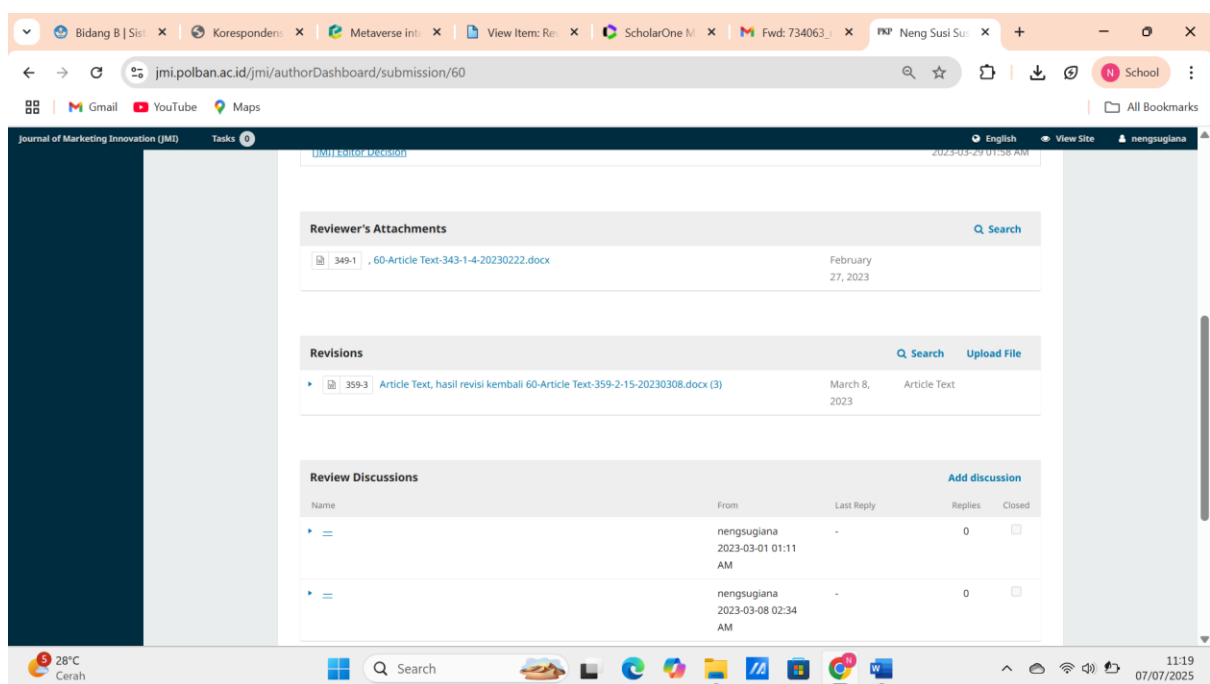 Bidang B | Sist
Korespondens
Metaverse inte
View Item: Rev
ScholarOne M
Fwd: 734063_
PKP Neng Susi Sus
jmi.polban.ac.id/jmi/authorDashboard/submission/60
N School
Gmail YouTube Maps
All Bookmarks
Journal of Marketing Innovation (JMI) Tasks 0
English View Site nengsugiana
[JMI] Editor Decision 2023-03-29 01:58 AM
Reviewer's Attachments Search
349-1 , 60-Article Text-343-1-4-20230222.docx February
27, 2023
Revisions Search Upload File
359-3 Article Text, hasil revisi kembali 60-Article Text-359-2-15-20230308.docx (3) March 8, Article Text
2023
Review Discussions Add discussion
Name From Last Reply Replies Closed
nengsugiana - 0
2023-03-01 01:11
AM
nengsugiana - 0
2023-03-08 02:34
AM
5 28°C
Cerah
Search
11:19
07/07/2025